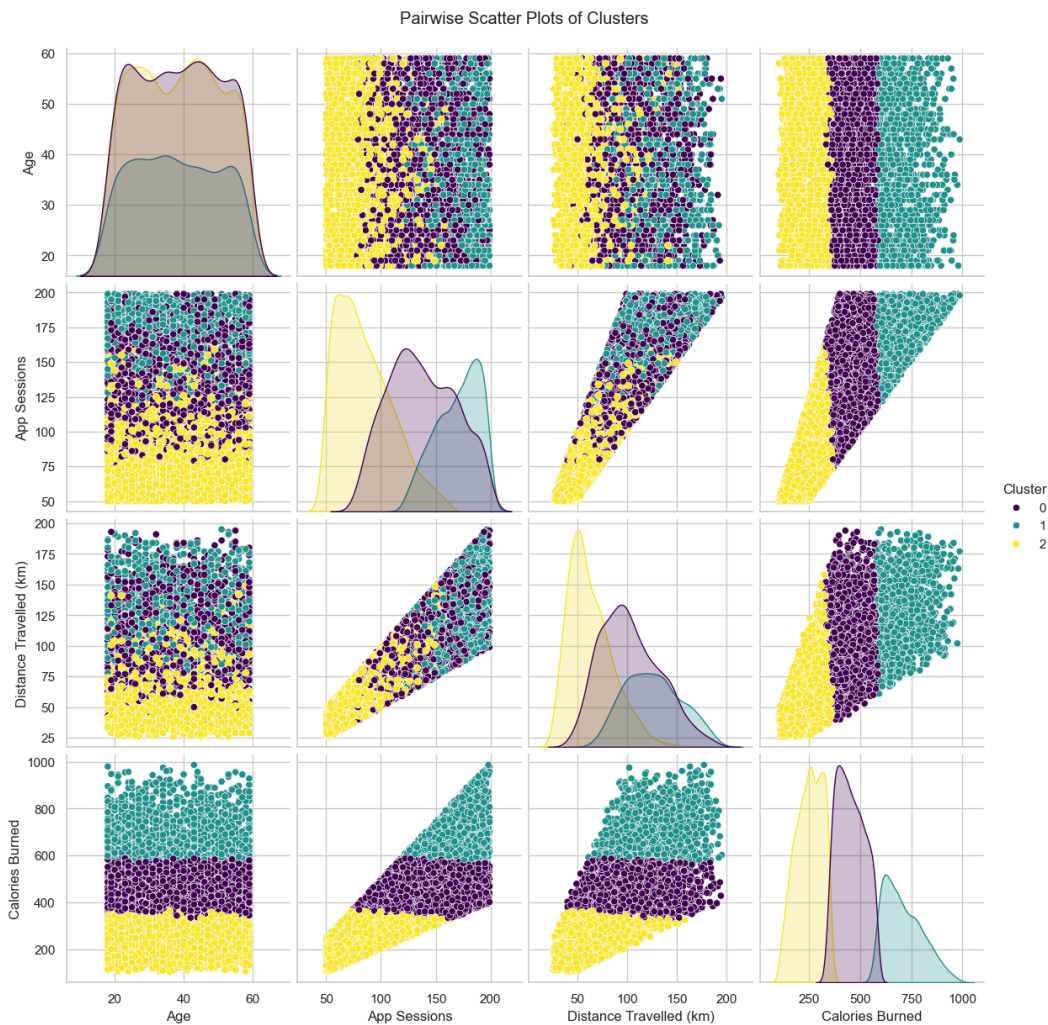 Pairwise Scatter Plots of Clusters
60
50
40
30
20
Age
200
175
150
125
100
75
50
App Sessions
200
175
150
125
100
75
50
25
Distance Travelled (km)
1000
800
600
400
200
Calories Burned
20 40 60
Age
50 100 150 200
App Sessions
50 100 150 200
Distance Travelled (km)
250 500 750 1000
Calories Burned
Cluster
0
1
2